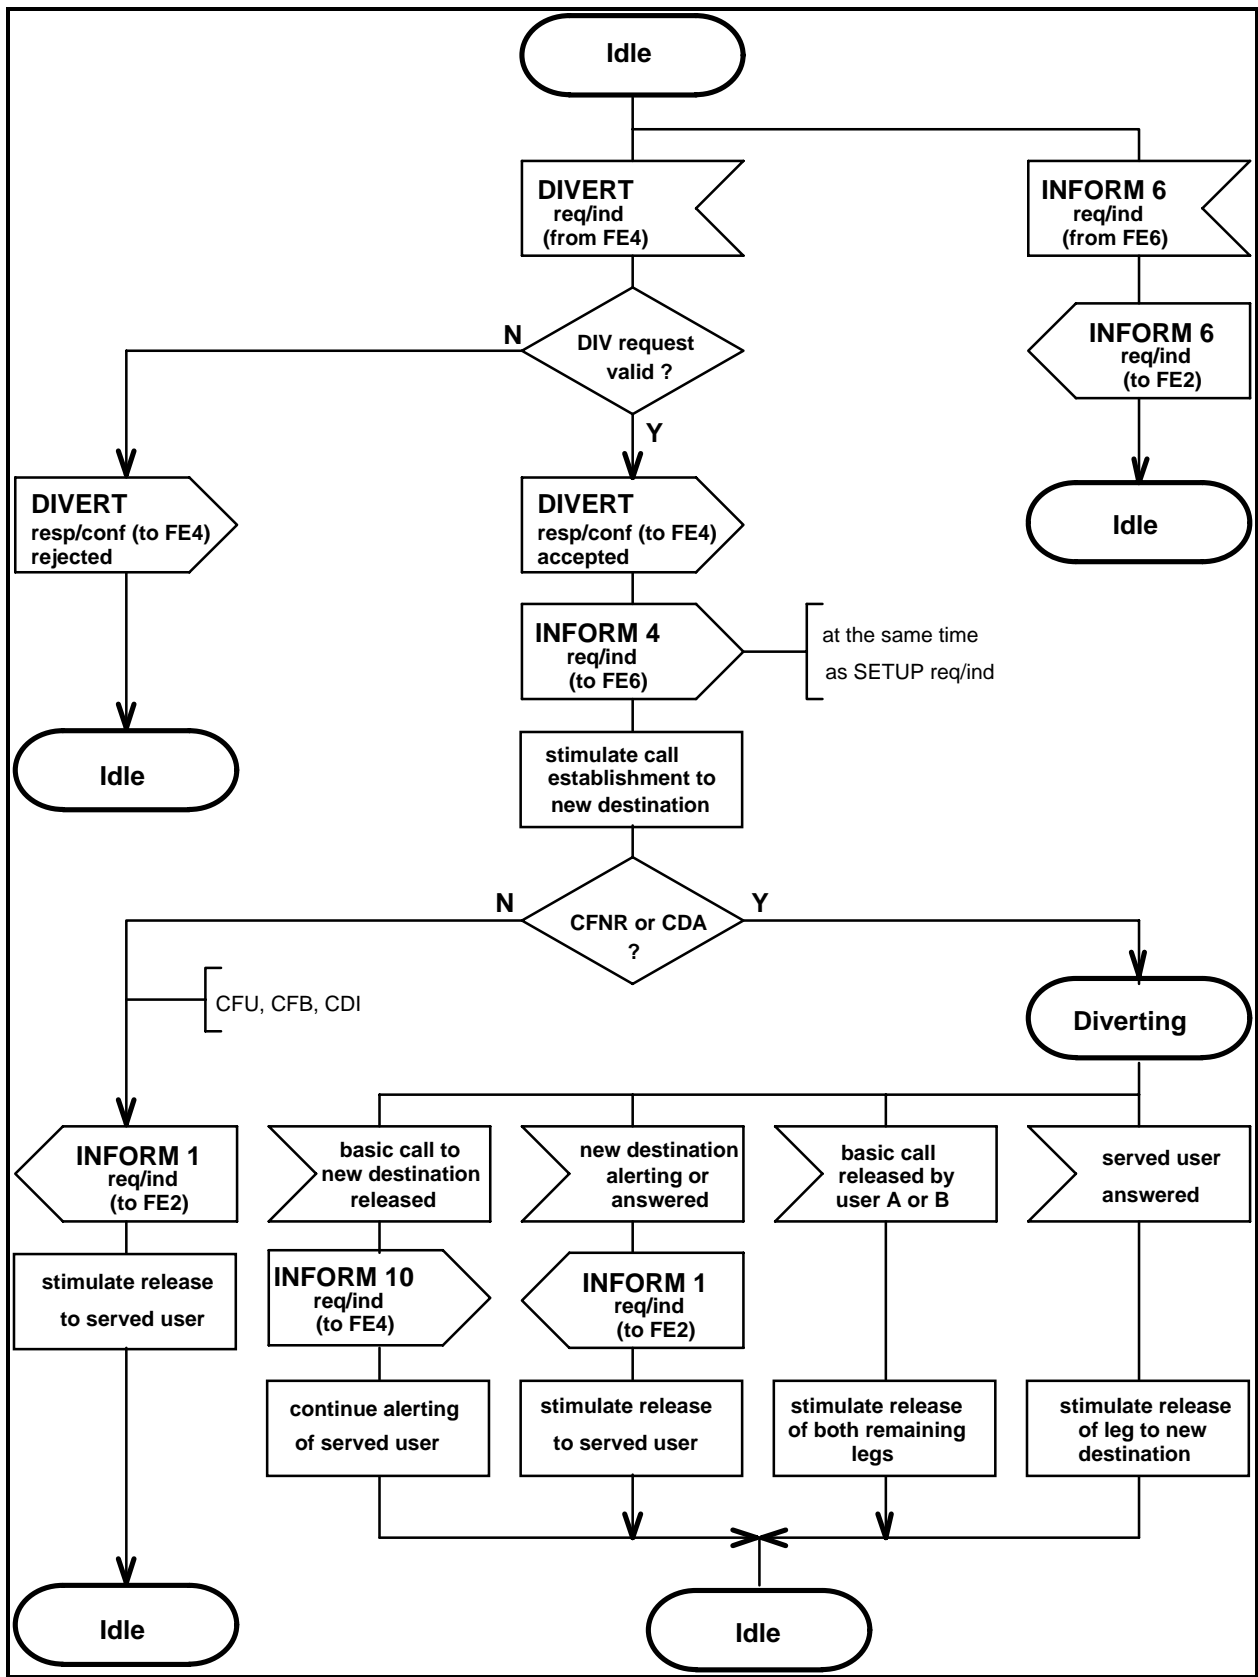 Idle
DIVERT
req/ind
(from FE4)
INFORM 6
req/ind
(from FE6)
N
DIV request
valid ?
Y
INFORM 6
req/ind
(to FE2)
DIVERT
resp/conf (to FE4)
rejected
DIVERT
resp/conf (to FE4)
accepted
Idle
INFORM 4
req/ind
(to FE6)
at the same time
as SETUP req/ind
Idle
stimulate call
establishment to
new destination
N
CFNR or CDA
?
Y
CFU, CFB, CDI
Diverting
INFORM 1
req/ind
(to FE2)
basic call to
new destination
released
new destination
alerting or
answered
basic call
released by
user A or B
served user
answered
stimulate release
to served user
INFORM 10
req/ind
(to FE4)
INFORM 1
req/ind
(to FE2)
continue alerting
of served user
stimulate release
to served user
stimulate release
of both remaining
legs
stimulate release
of leg to new
destination
Idle
Idle